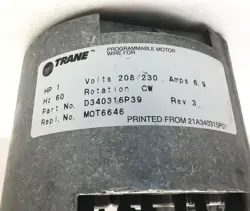 TRANE PROGRAMMABLE MOTOR
WIRE FOR
HP 1 Volts 208/230 Amps 6.9
Hz 60 Rotation CW
Part No. D340316P39 Rev 3
Repl. No. MOT6646
PRINTED FROM 21A340315P01